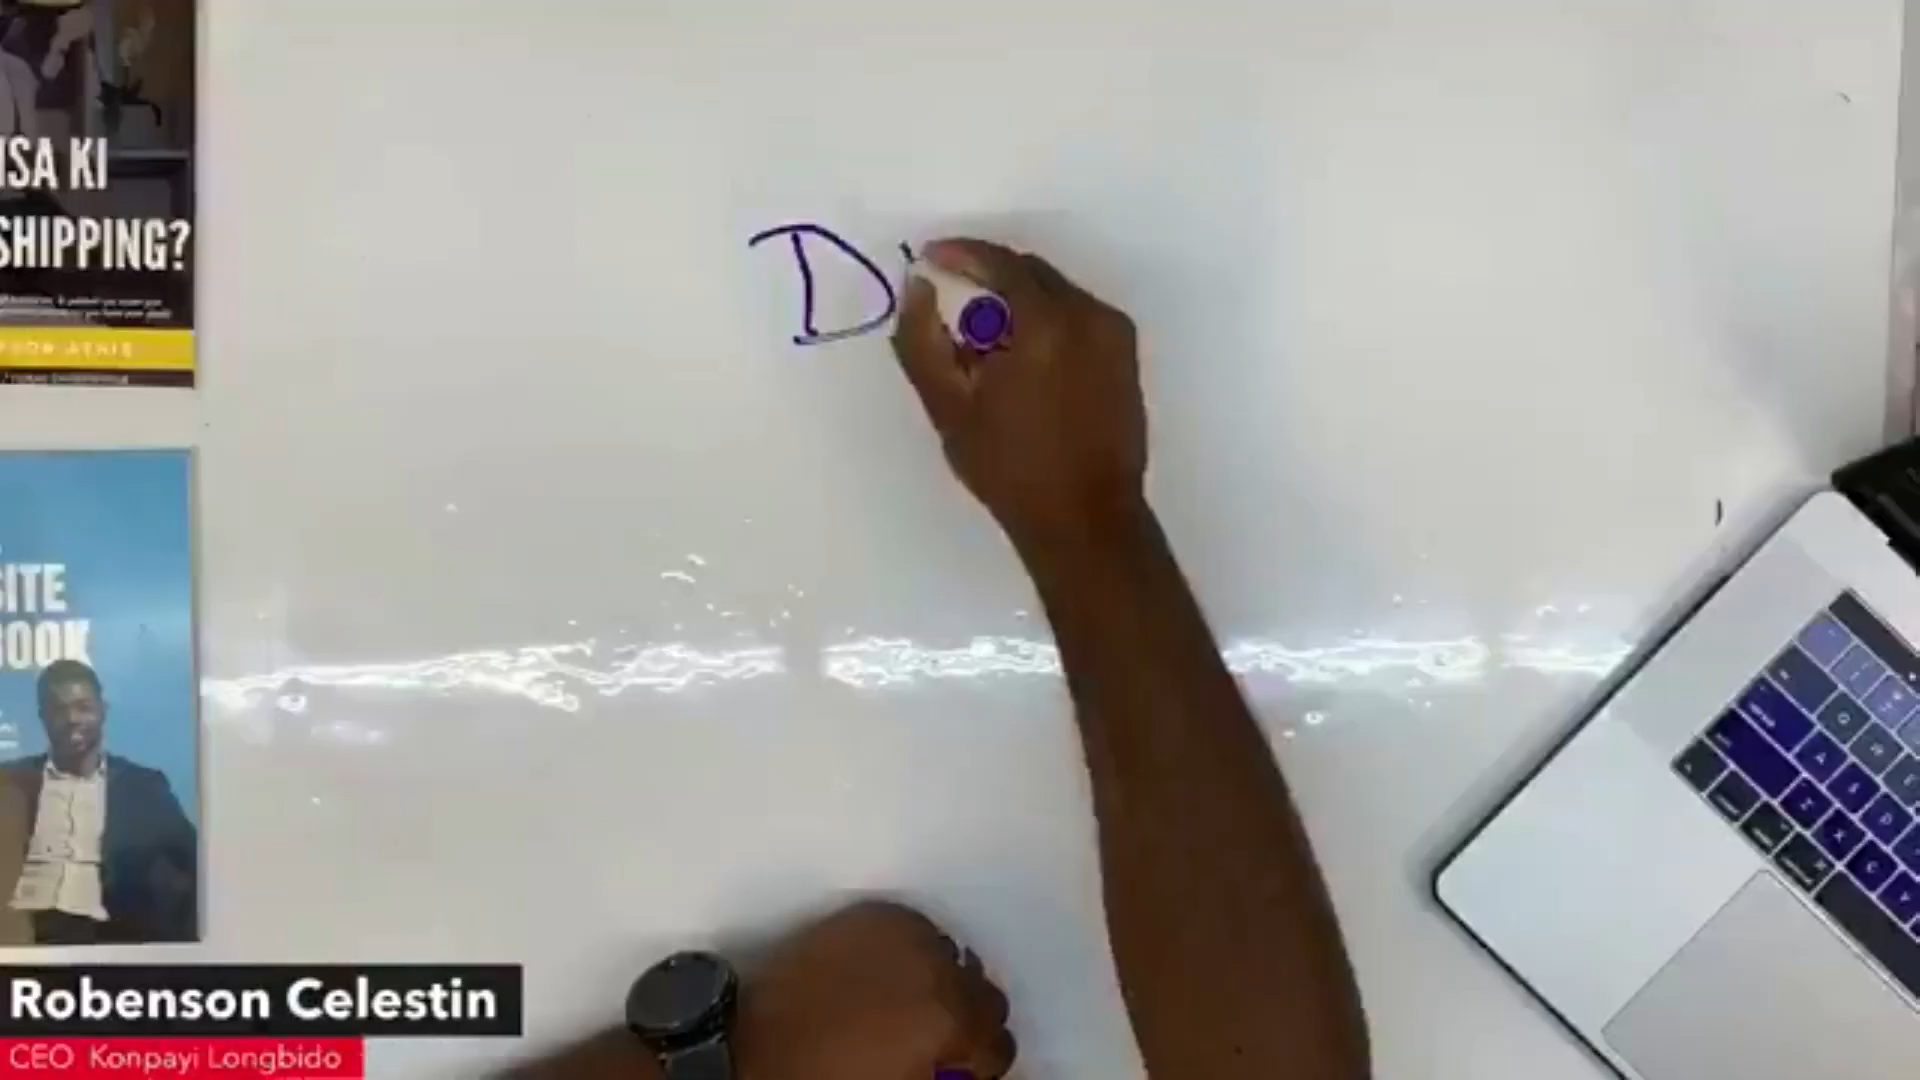 ISA KI
SHIPPING?
SITE
BOOK
D
Robenson Celestin
CEO Konpayi Longbido